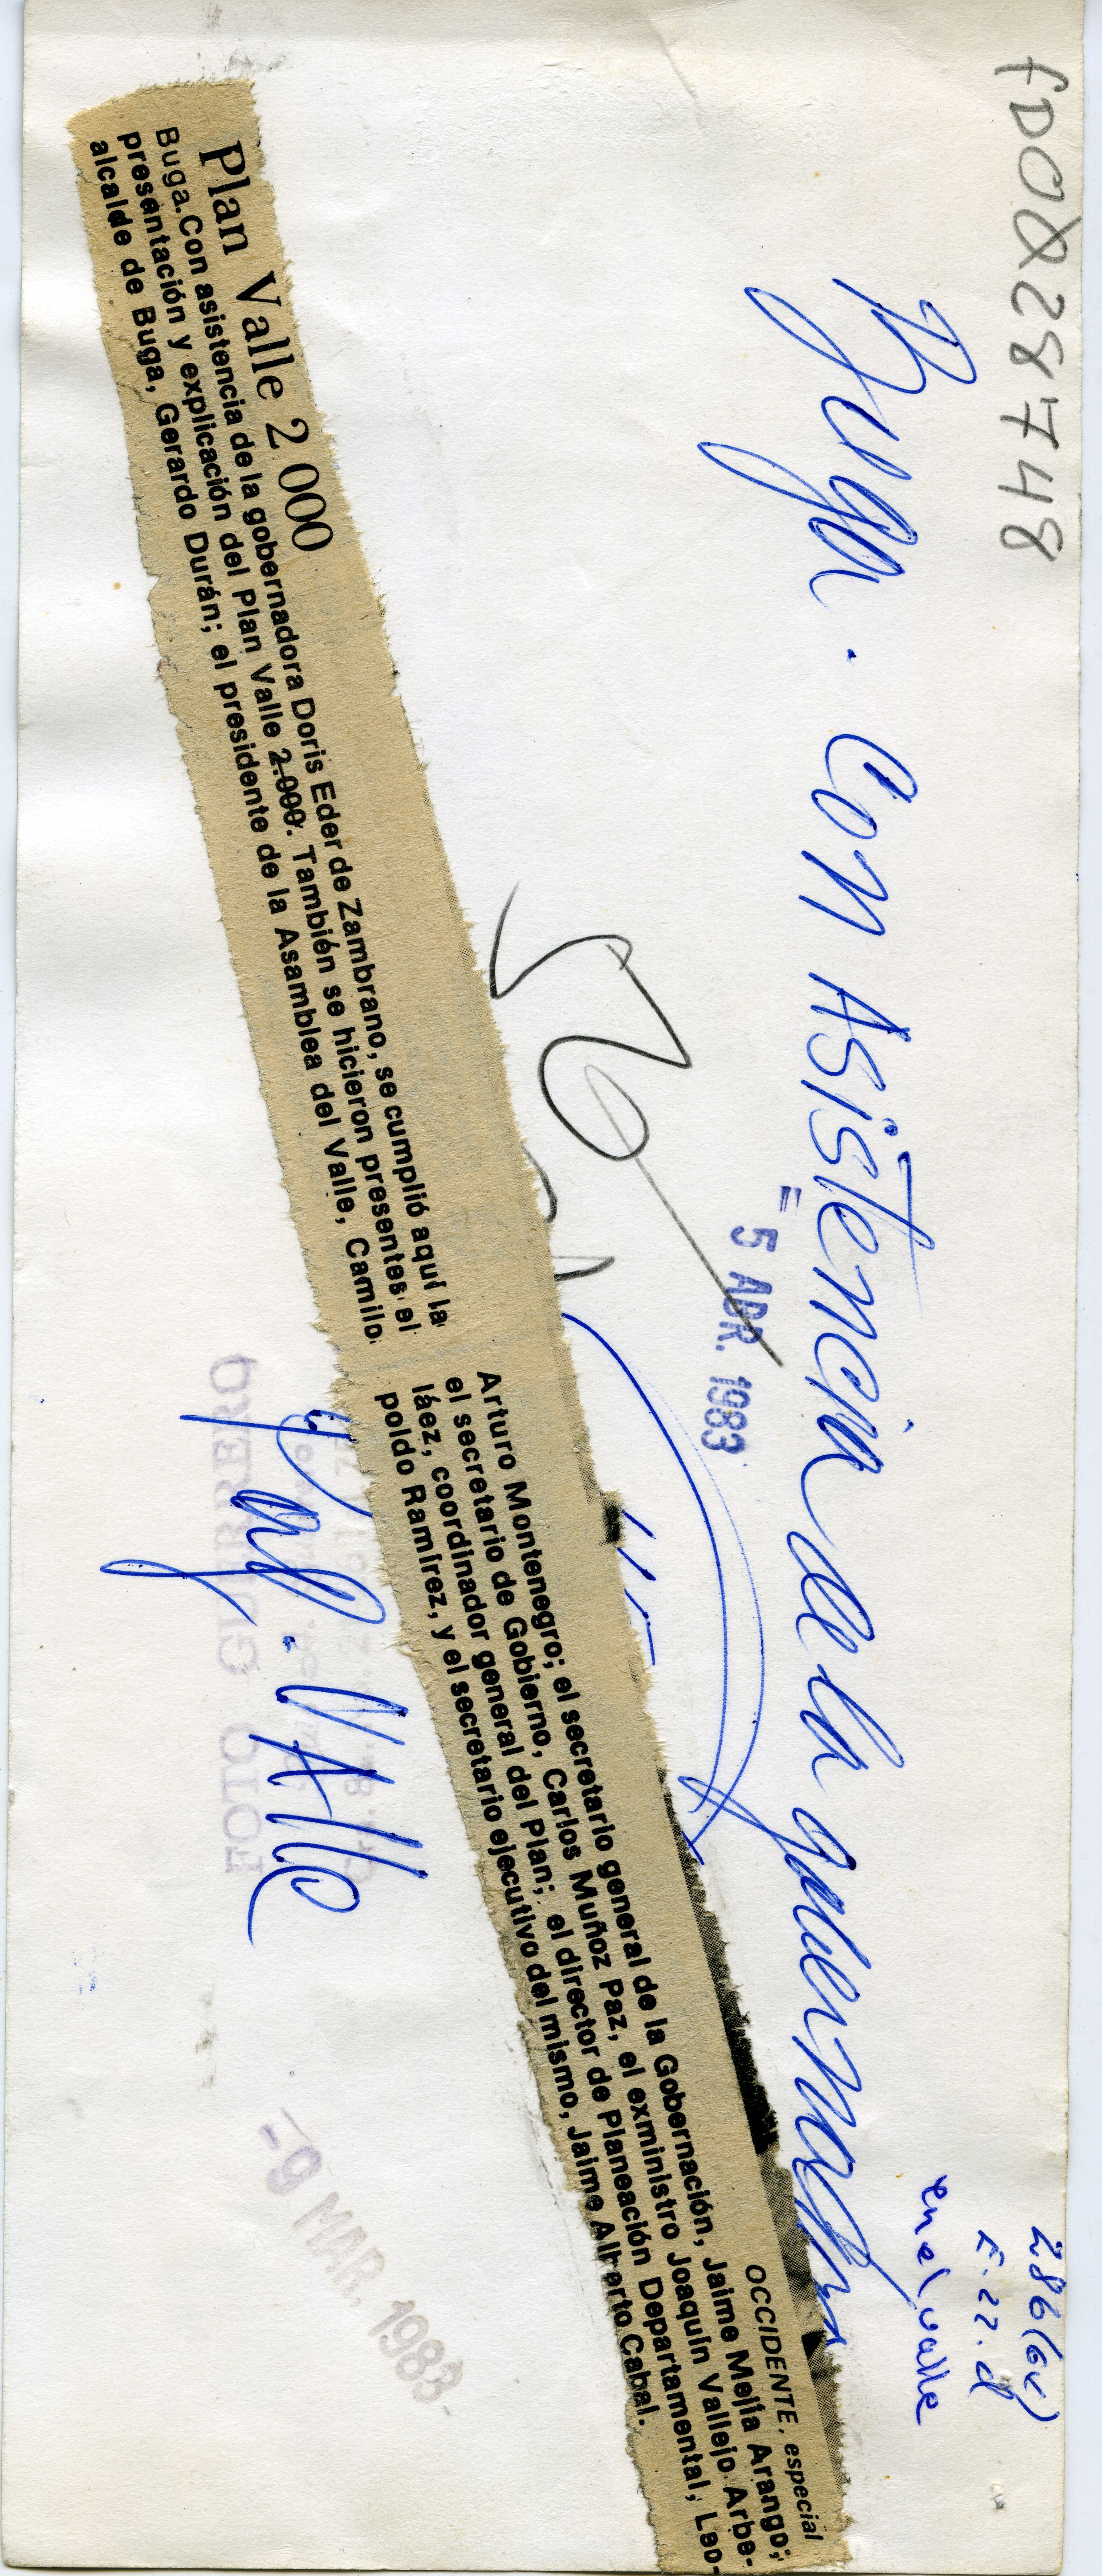 FD028748
286(6x)
F.22.d
en el valle
Buga. Con Asistencia de la gobernadora
= 5 ABR. 1983
Plan Valle 2 000
Buga. Con asistencia de la gobernadora Doris Eder de Zambrano, se cumplió aquí la
presentación y explicación del Plan Valle 2.000. También se hicieron presentes el
alcalde de Buga, Gerardo Durán; el presidente de la Asamblea del Valle, Camilo
OCCIDENTE, especial
Arturo Montenegro; el secretario general de la Gobernación, Jaime Mejía Arango;
el secretario de Gobierno, Carlos Muñoz Paz, el exministro Joaquín Vallejo Arbe-
láez, coordinador general del Plan; el director de Planeación Departamental, Leo-
poldo Ramírez, y el secretario ejecutivo del mismo, Jaime Alberto Cabal.
Valle
FOTO GUERRERO
- 9 MAR 1983